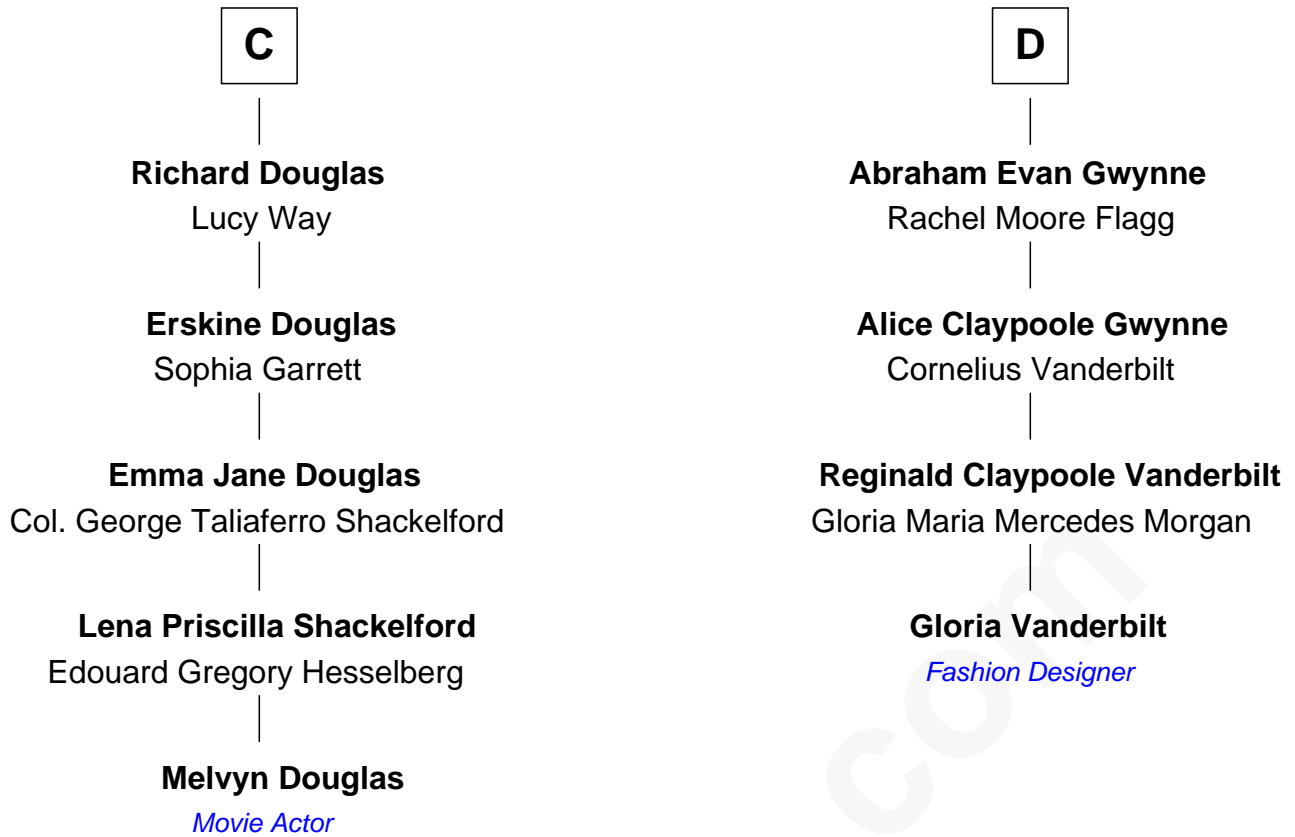 C
Richard Douglas
Lucy Way
Erskine Douglas
Sophia Garrett
Emma Jane Douglas
Col. George Taliaferro Shackelford
Lena Priscilla Shackelford
Edouard Gregory Hesselberg
Melvyn Douglas
Movie Actor
D
Abraham Evan Gwynne
Rachel Moore Flagg
Alice Claypoole Gwynne
Cornelius Vanderbilt
Reginald Claypoole Vanderbilt
Gloria Maria Mercedes Morgan
Gloria Vanderbilt
Fashion Designer
com